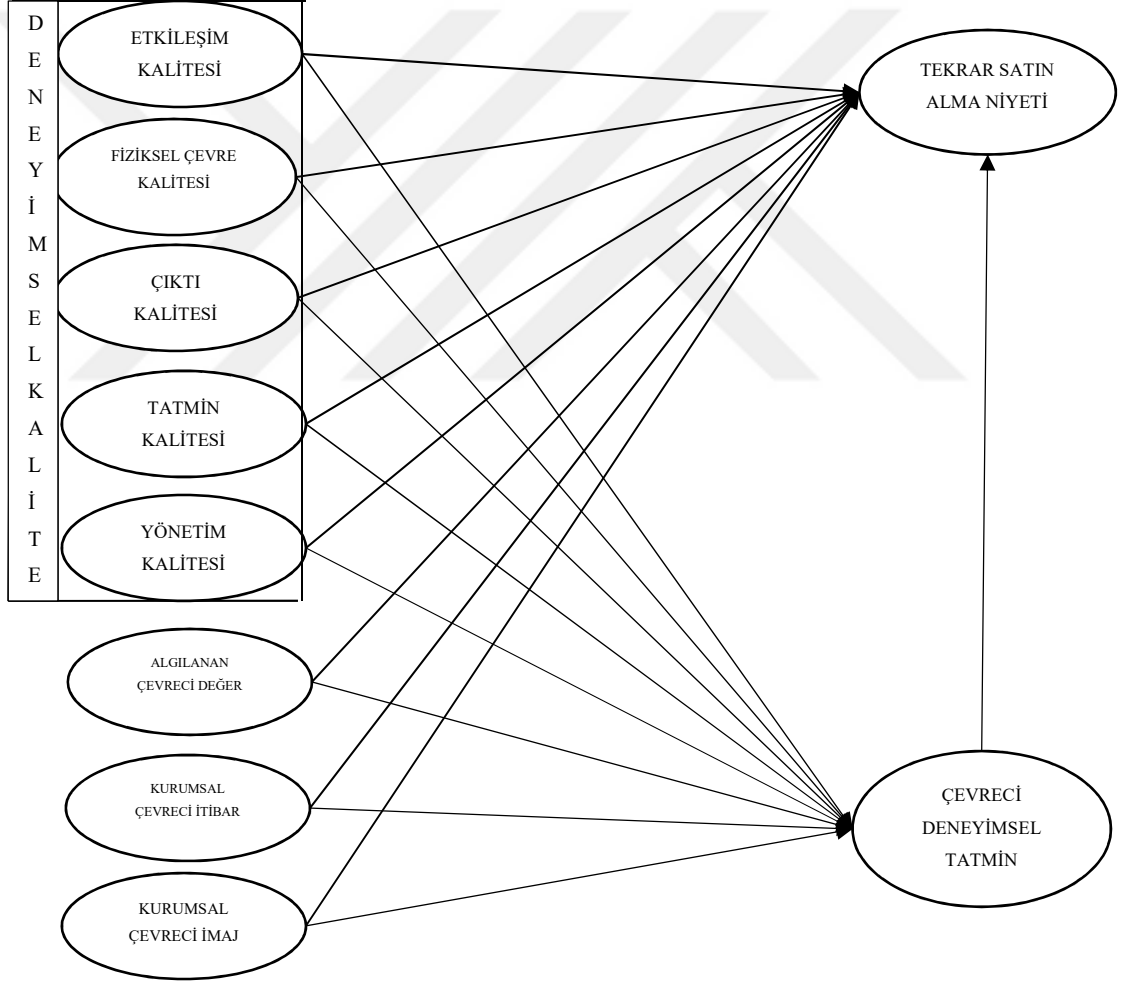 D
E
N
E
Y
İ
M
S
E
L
K
A
L
İ
T
E
ETKİLEŞİM
KALİTESİ
FİZİKSEL ÇEVRE
KALİTESİ
ÇIKTI
KALİTESİ
TATMİN
KALİTESİ
YÖNETİM
KALİTESİ
ALGILANAN
ÇEVRECİ DEĞER
KURUMSAL
ÇEVRECİ İTİBAR
KURUMSAL
ÇEVRECİ İMAJ
TEKRAR SATIN
ALMA NİYETİ
ÇEVRECİ
DENEYİMSEL
TATMİN